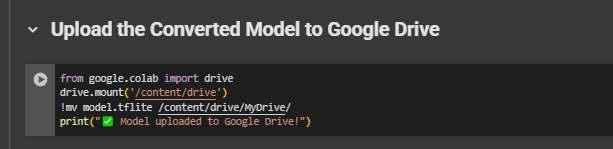 Upload the Converted Model to Google Drive
from google.colab import drive
drive.mount('/content/drive')
!mv model.tflite /content/drive/MyDrive/
print("✅ Model uploaded to Google Drive!")